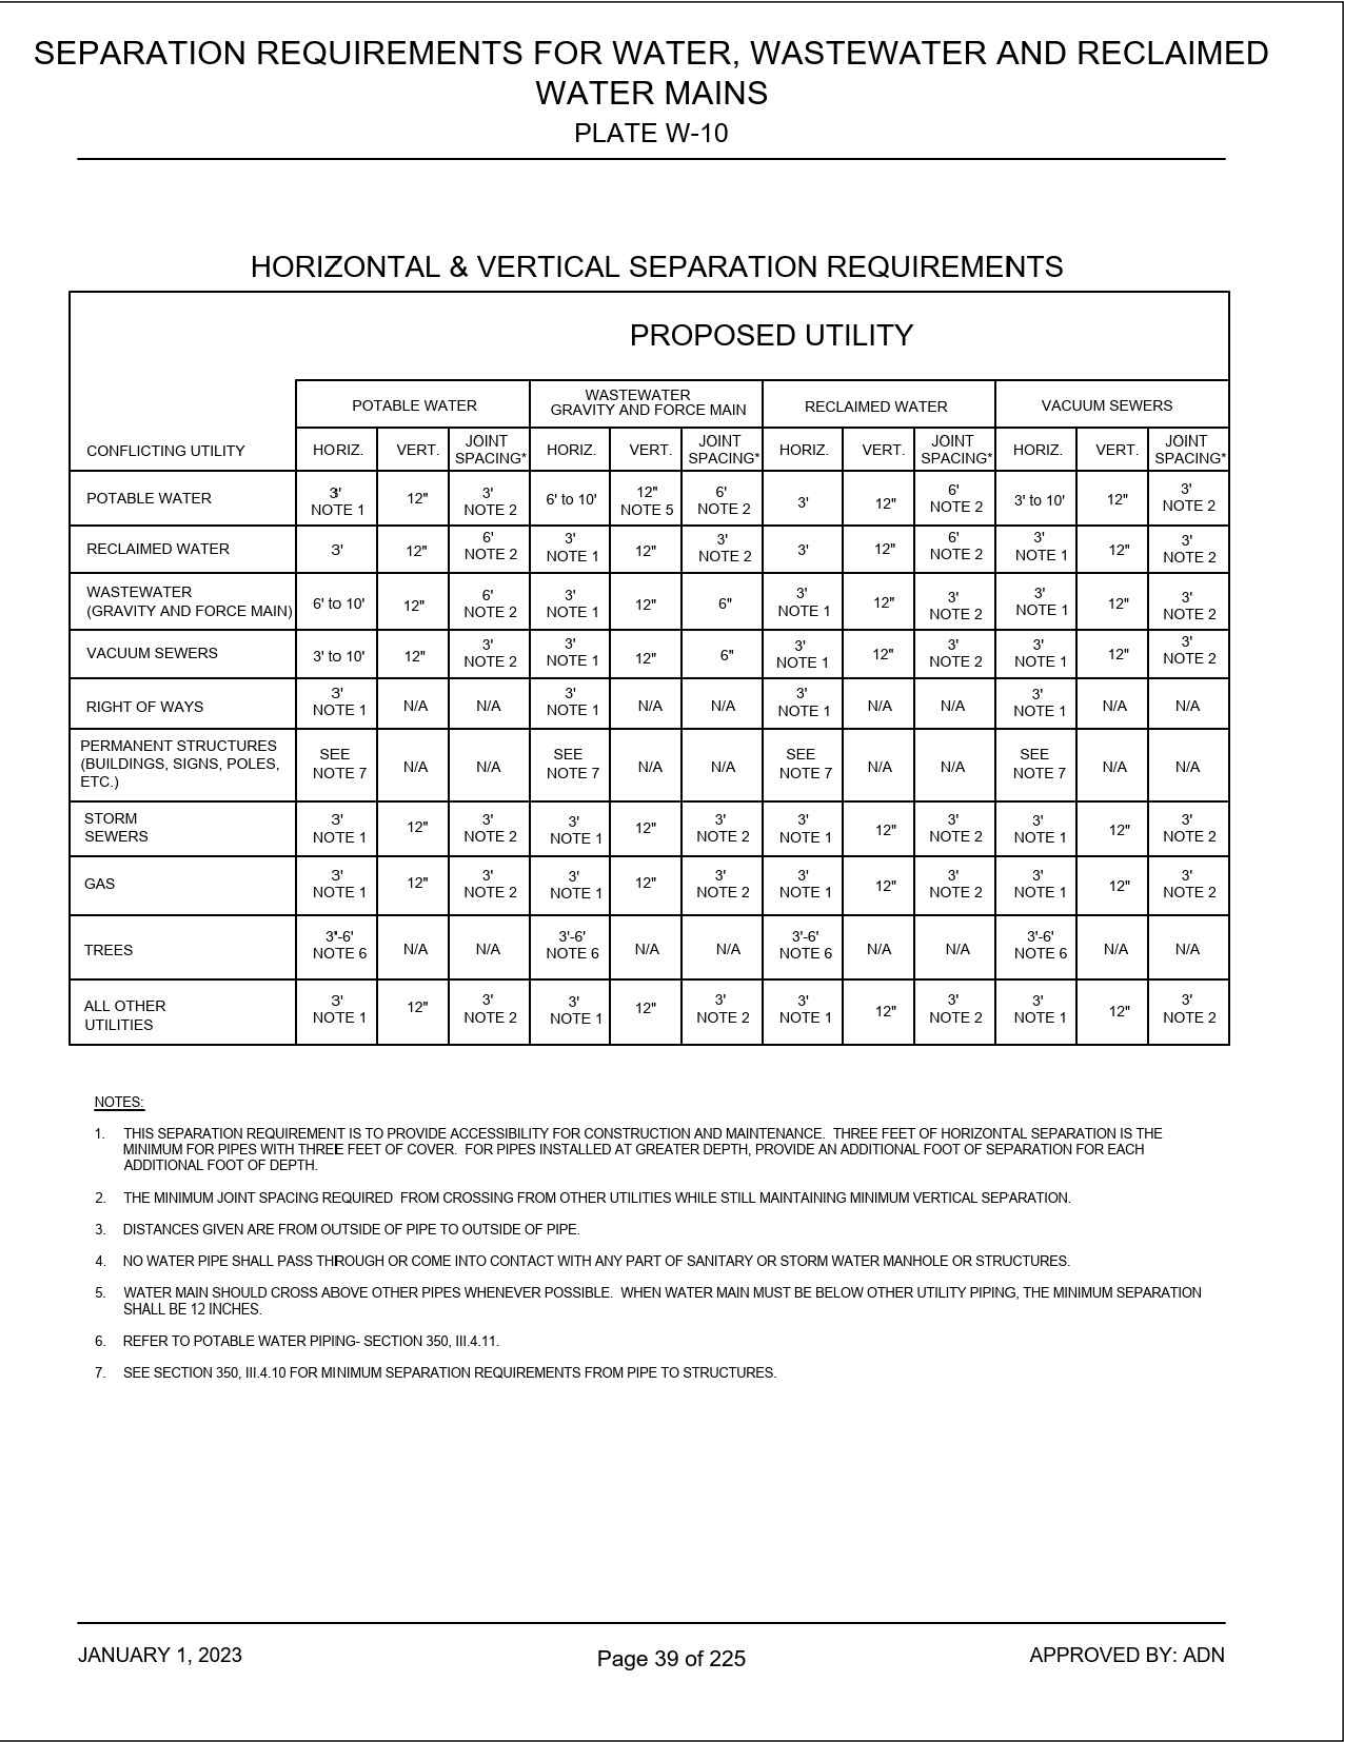 SEPARATION REQUIREMENTS FOR WATER, WASTEWATER AND RECLAIMED
WATER MAINS
PLATE W-10
HORIZONTAL & VERTICAL SEPARATION REQUIREMENTS
PROPOSED UTILITY
POTABLE WATER WASTEWATER GRAVITY AND FORCE MAIN RECLAIMED WATER VACUUM SEWERS
CONFLICTING UTILITY HORIZ. VERT. JOINT SPACING* HORIZ. VERT. JOINT SPACING* HORIZ. VERT. JOINT SPACING* HORIZ. VERT. JOINT SPACING*
POTABLE WATER 3' NOTE 1 12" 3' NOTE 2 6' to 10' 12" NOTE 5 6' NOTE 2 3' 12" 6' NOTE 2 3' to 10' 12" 3' NOTE 2
RECLAIMED WATER 3' 12" 6' NOTE 2 3' NOTE 1 12" 3' NOTE 2 3' 12" 6' NOTE 2 3' NOTE 1 12" 3' NOTE 2
WASTEWATER (GRAVITY AND FORCE MAIN) 6' to 10' 12" 6' NOTE 2 3' NOTE 1 12" 6" 3' NOTE 1 12" 3' NOTE 2 3' NOTE 1 12" 3' NOTE 2
VACUUM SEWERS 3' to 10' 12" 3' NOTE 2 3' NOTE 1 12" 6" 3' NOTE 1 12" 3' NOTE 2 3' NOTE 1 12" 3' NOTE 2
RIGHT OF WAYS 3' NOTE 1 N/A N/A 3' NOTE 1 N/A N/A 3' NOTE 1 N/A N/A 3' NOTE 1 N/A N/A
PERMANENT STRUCTURES (BUILDINGS, SIGNS, POLES, ETC.) SEE NOTE 7 N/A N/A SEE NOTE 7 N/A N/A SEE NOTE 7 N/A N/A SEE NOTE 7 N/A N/A
STORM SEWERS 3' NOTE 1 12" 3' NOTE 2 3' NOTE 1 12" 3' NOTE 2 3' NOTE 1 12" 3' NOTE 2 3' NOTE 1 12" 3' NOTE 2
GAS 3' NOTE 1 12" 3' NOTE 2 3' NOTE 1 12" 3' NOTE 2 3' NOTE 1 12" 3' NOTE 2 3' NOTE 1 12" 3' NOTE 2
TREES 3'-6' NOTE 6 N/A N/A 3'-6' NOTE 6 N/A N/A 3'-6' NOTE 6 N/A N/A 3'-6' NOTE 6 N/A N/A
ALL OTHER UTILITIES 3' NOTE 1 12" 3' NOTE 2 3' NOTE 1 12" 3' NOTE 2 3' NOTE 1 12" 3' NOTE 2 3' NOTE 1 12" 3' NOTE 2
NOTES:
1. THIS SEPARATION REQUIREMENT IS TO PROVIDE ACCESSIBILITY FOR CONSTRUCTION AND MAINTENANCE. THREE FEET OF HORIZONTAL SEPARATION IS THE
MINIMUM FOR PIPES WITH THREE FEET OF COVER. FOR PIPES INSTALLED AT GREATER DEPTH, PROVIDE AN ADDITIONAL FOOT OF SEPARATION FOR EACH
ADDITIONAL FOOT OF DEPTH.
2. THE MINIMUM JOINT SPACING REQUIRED FROM CROSSING FROM OTHER UTILITIES WHILE STILL MAINTAINING MINIMUM VERTICAL SEPARATION.
3. DISTANCES GIVEN ARE FROM OUTSIDE OF PIPE TO OUTSIDE OF PIPE.
4. NO WATER PIPE SHALL PASS THROUGH OR COME INTO CONTACT WITH ANY PART OF SANITARY OR STORM WATER MANHOLE OR STRUCTURES.
5. WATER MAIN SHOULD CROSS ABOVE OTHER PIPES WHENEVER POSSIBLE. WHEN WATER MAIN MUST BE BELOW OTHER UTILITY PIPING, THE MINIMUM SEPARATION
SHALL BE 12 INCHES.
6. REFER TO POTABLE WATER PIPING- SECTION 350, III.4.11.
7. SEE SECTION 350, III.4.10 FOR MINIMUM SEPARATION REQUIREMENTS FROM PIPE TO STRUCTURES.
JANUARY 1, 2023 Page 39 of 225 APPROVED BY: ADN